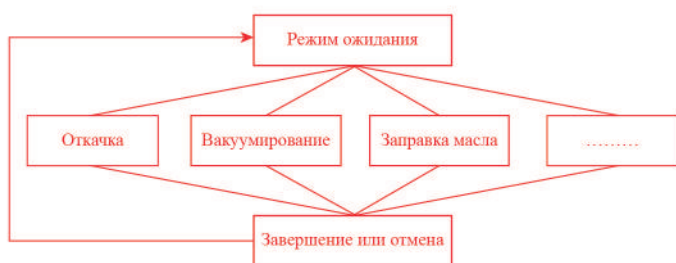 Режим ожидания
Откачка
Вакуумирование
Заправка масла
.........
Завершение или отмена